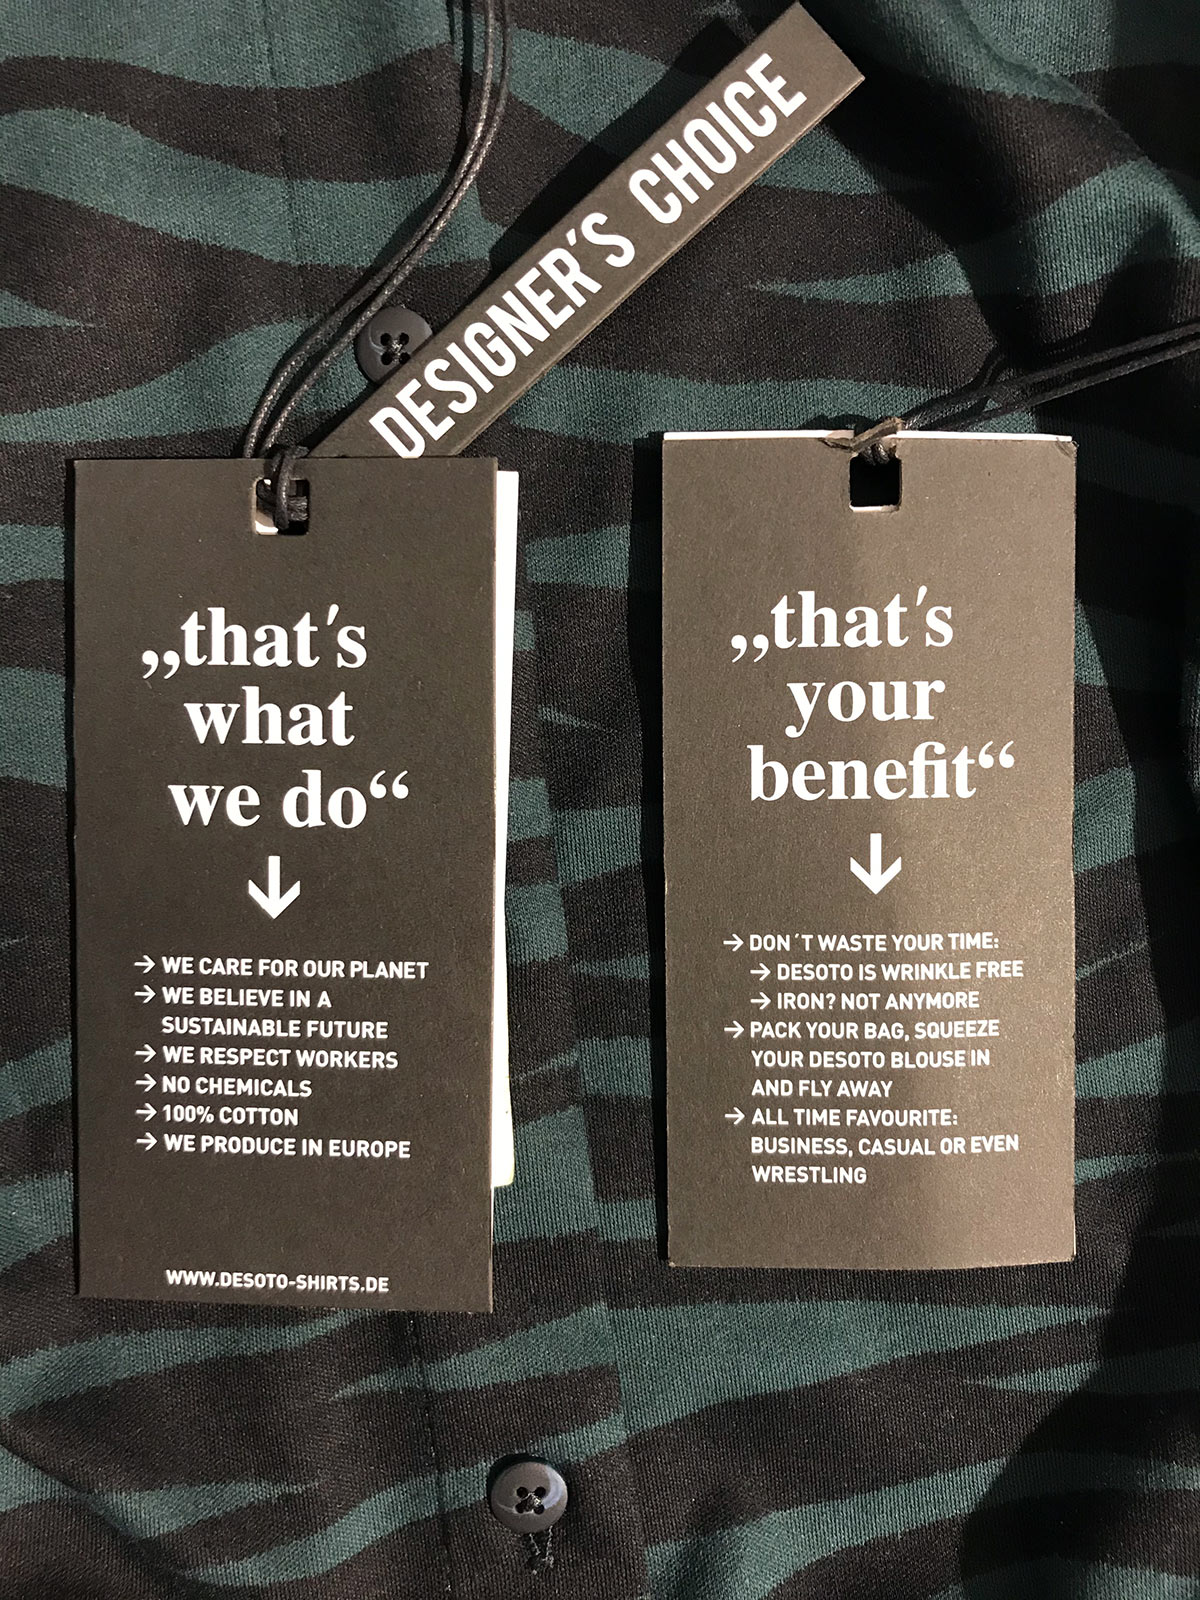 DESIGNER´S CHOICE
„that's
what
we do“
↓
→ WE CARE FOR OUR PLANET
→ WE BELIEVE IN A
SUSTAINABLE FUTURE
→ WE RESPECT WORKERS
→ NO CHEMICALS
→ 100% COTTON
→ WE PRODUCE IN EUROPE
WWW.DESOTO-SHIRTS.DE
„that's
your
benefit“
↓
→ DON´T WASTE YOUR TIME:
→ DESOTO IS WRINKLE FREE
→ IRON? NOT ANYMORE
→ PACK YOUR BAG, SQUEEZE
YOUR DESOTO BLOUSE IN
AND FLY AWAY
→ ALL TIME FAVOURITE:
BUSINESS, CASUAL OR EVEN
WRESTLING